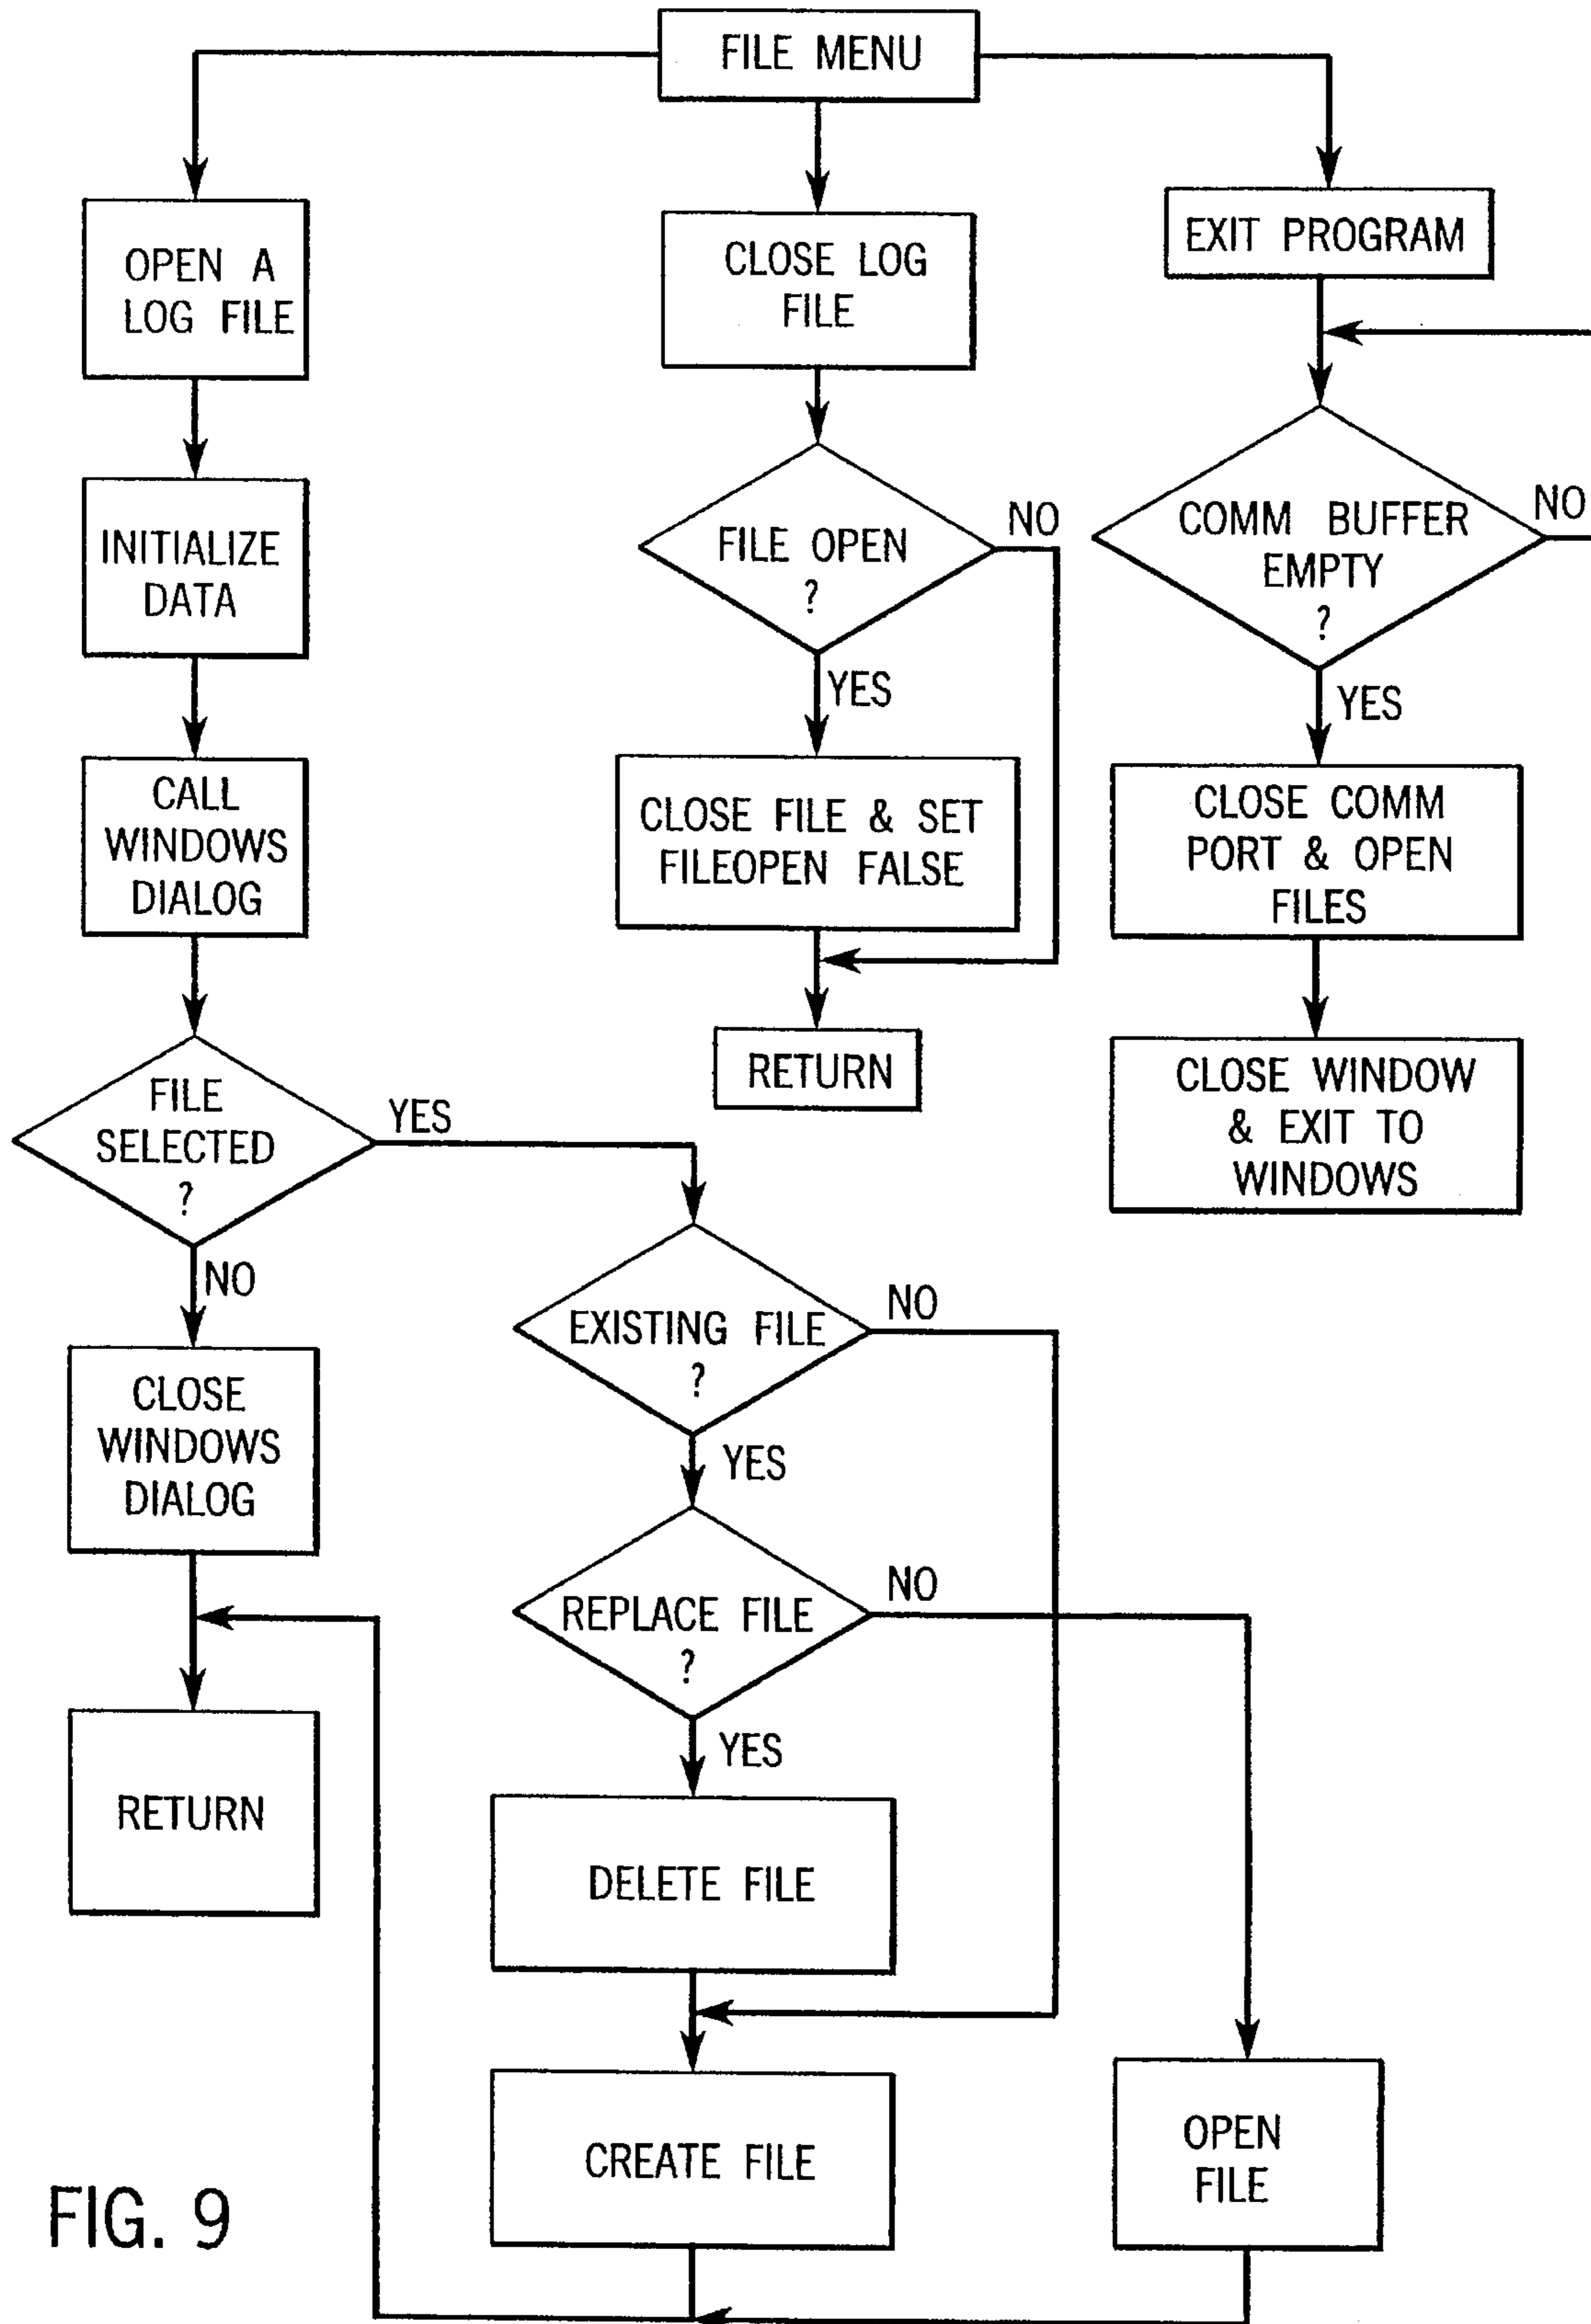 FILE MENU
OPEN A
LOG FILE
INITIALIZE
DATA
CALL
WINDOWS
DIALOG
FILE
SELECTED
?
YES
NO
CLOSE
WINDOWS
DIALOG
RETURN
CLOSE LOG
FILE
FILE OPEN
?
NO
YES
CLOSE FILE & SET
FILEOPEN FALSE
RETURN
EXIT PROGRAM
COMM BUFFER
EMPTY
?
NO
YES
CLOSE COMM
PORT & OPEN
FILES
CLOSE WINDOW
& EXIT TO
WINDOWS
EXISTING FILE
?
NO
YES
REPLACE FILE
?
NO
YES
DELETE FILE
CREATE FILE
OPEN
FILE
FIG. 9